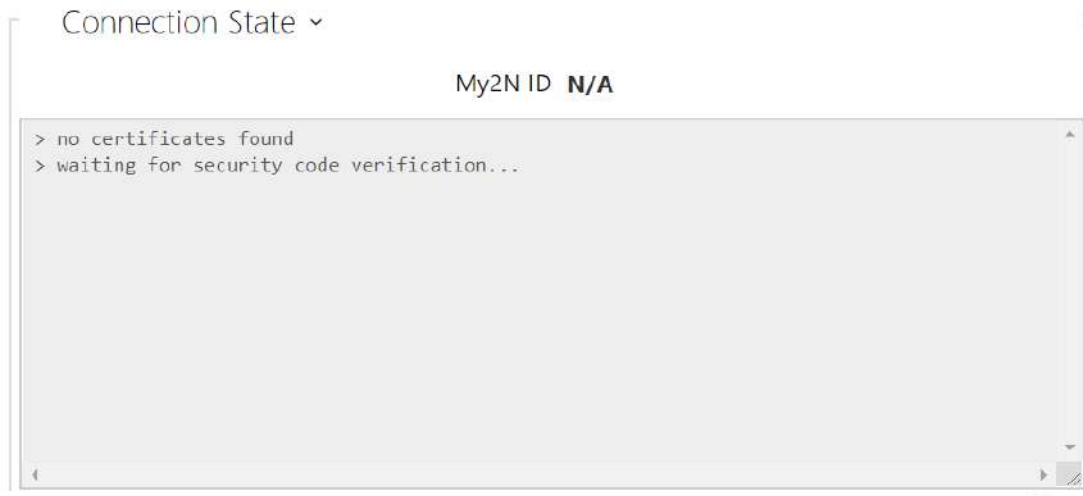 Connection State
My2N ID N/A
> no certificates found
> waiting for security code verification...